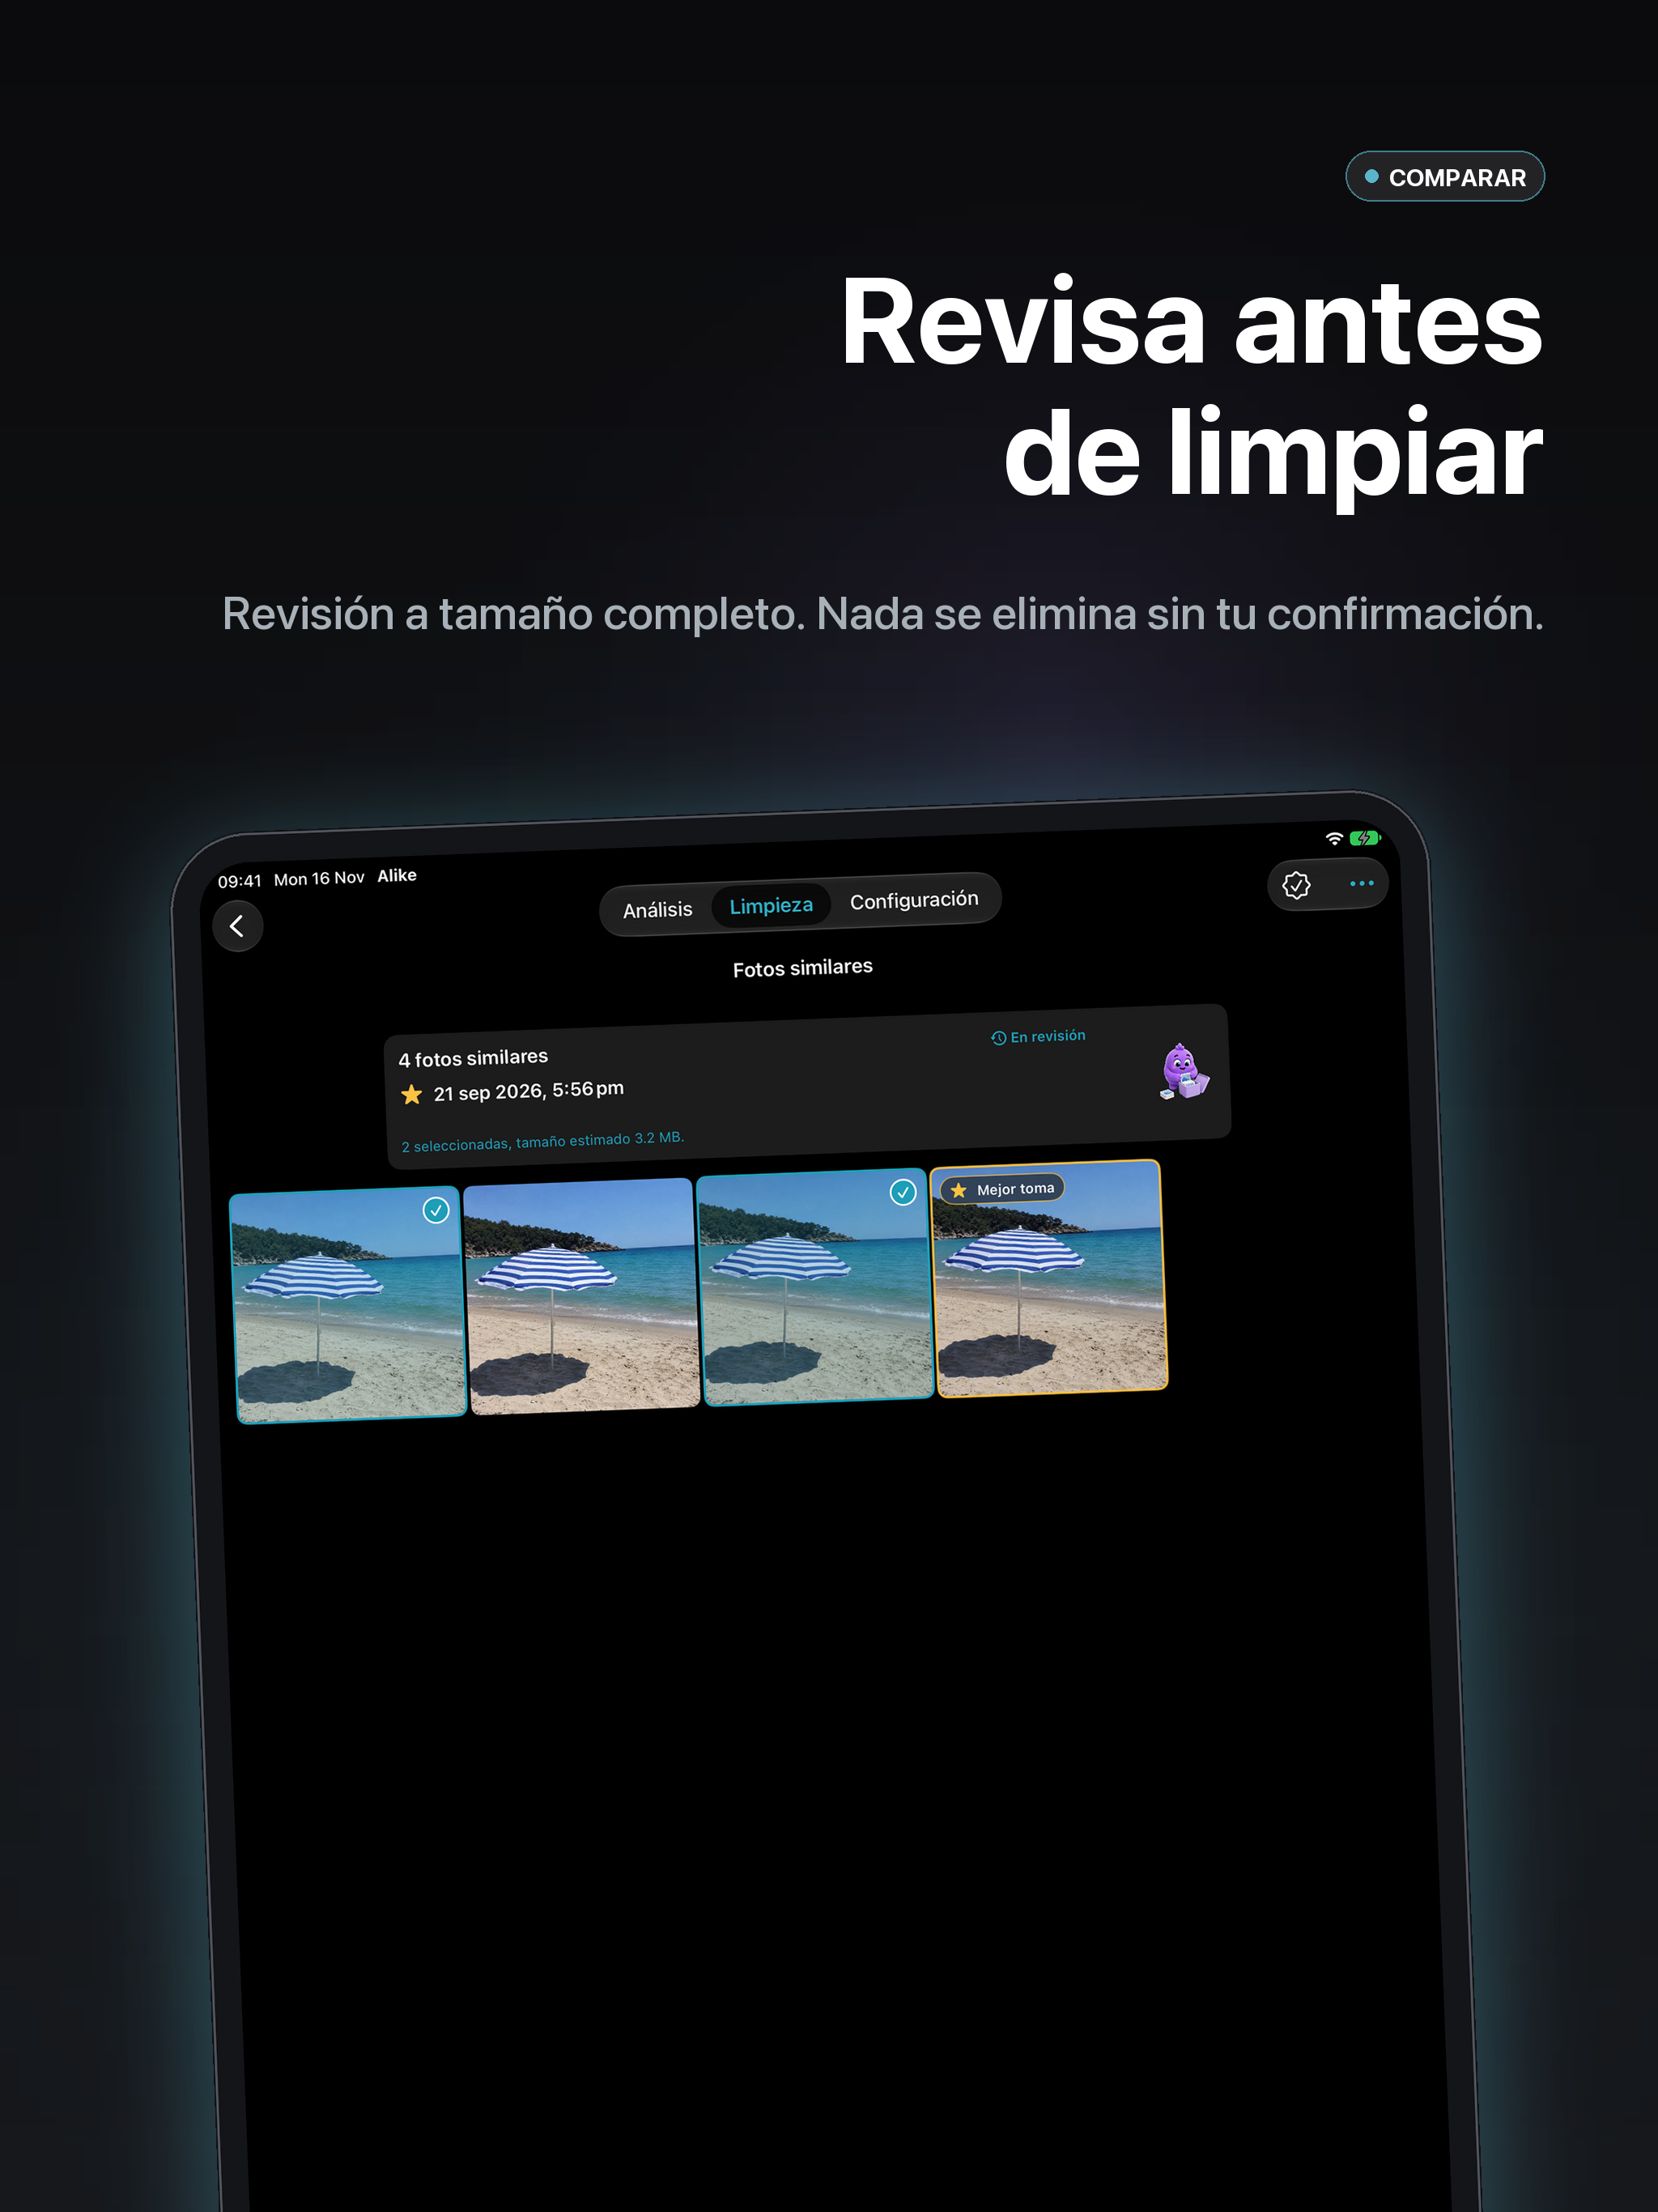 COMPARAR
Revisa antes
de limpiar
Revisión a tamaño completo. Nada se elimina sin tu confirmación.
09:41 Mon 16 Nov Alike
Análisis Limpieza Configuración
Fotos similares
4 fotos similares
En revisión
21 sep 2026, 5:56 pm
2 seleccionadas, tamaño estimado 3.2 MB.
Mejor toma